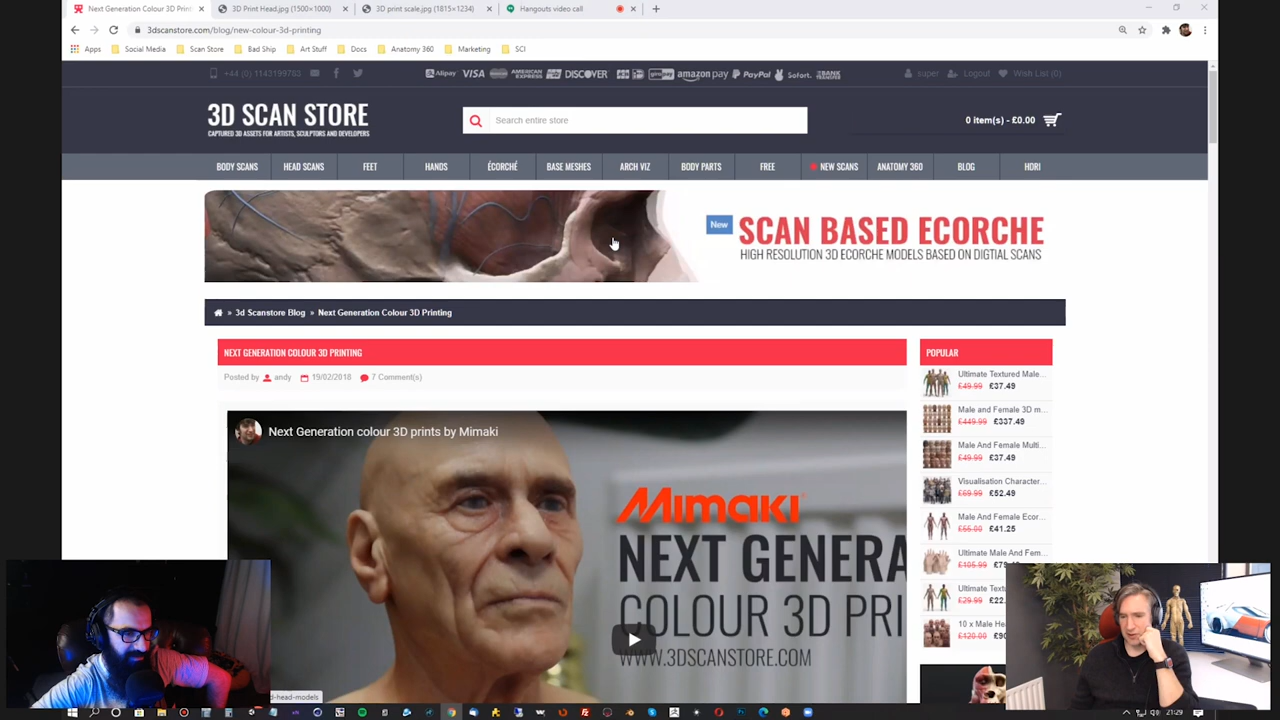 Next Generation Colour 3D Print
3D Print Head.jpg (1500×1000)
3D print scale.jpg (1815×1234)
Hangouts video call
3dscanstore.com/blog/new-colour-3d-printing
Apps
Social Media
Scan Store
Bad Ship
Art Stuff
Docs
Anatomy 360
Marketing
SCI
+44 (0) 1143199763
Alipay VISA AMERICAN EXPRESS DISCOVER JCB giropay amazon pay PayPal Sofort. BANK TRANSFER
super
Logout
Wish List (0)
3D SCAN STORE
CAPTURED 3D ASSETS FOR ARTISTS, SCULPTORS AND DEVELOPERS
Search entire store
0 item(s) - £0.00
BODY SCANS
HEAD SCANS
FEET
HANDS
ÉCORCHÉ
BASE MESHES
ARCH VIZ
BODY PARTS
FREE
NEW SCANS
ANATOMY 360
BLOG
HDRI
New
SCAN BASED ECORCHE
HIGH RESOLUTION 3D ECORCHE MODELS BASED ON DIGTIAL SCANS
» 3d Scanstore Blog » Next Generation Colour 3D Printing
NEXT GENERATION COLOUR 3D PRINTING
Posted by andy 19/02/2018 7 Comment(s)
Next Generation colour 3D prints by Mimaki
Mimaki
NEXT GENERA
COLOUR 3D PRI
WWW.3DSCANSTORE.COM
POPULAR
Ultimate Textured Male...
£49.99 £37.49
Male and Female 3D m...
£449.99 £337.49
Male And Female Multi...
£49.99 £37.49
Visualisation Character...
£69.99 £52.49
Male And Female Ecor...
£55.00 £41.25
Ultimate Male And Fem...
£105.99
Ultimate Textu
£29.99 £22.
10 x Male He
£120.00 £90
d-head-models
21:29